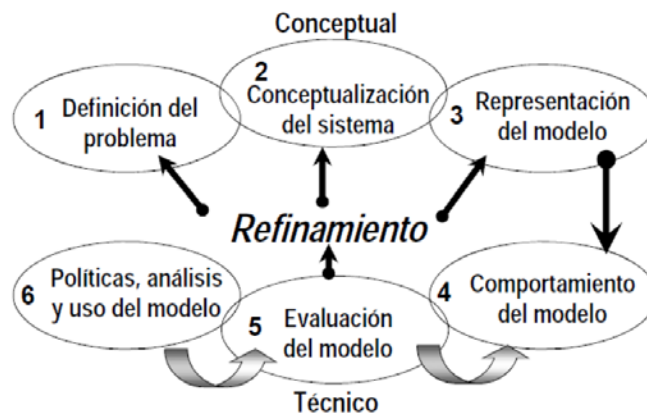 Conceptual
1
Definición del
problema
2
Conceptualización
del sistema
3
Representación
del modelo
Refinamiento
6
Políticas, análisis
y uso del modelo
5
Evaluación
del modelo
4
Comportamiento
del modelo
Técnico